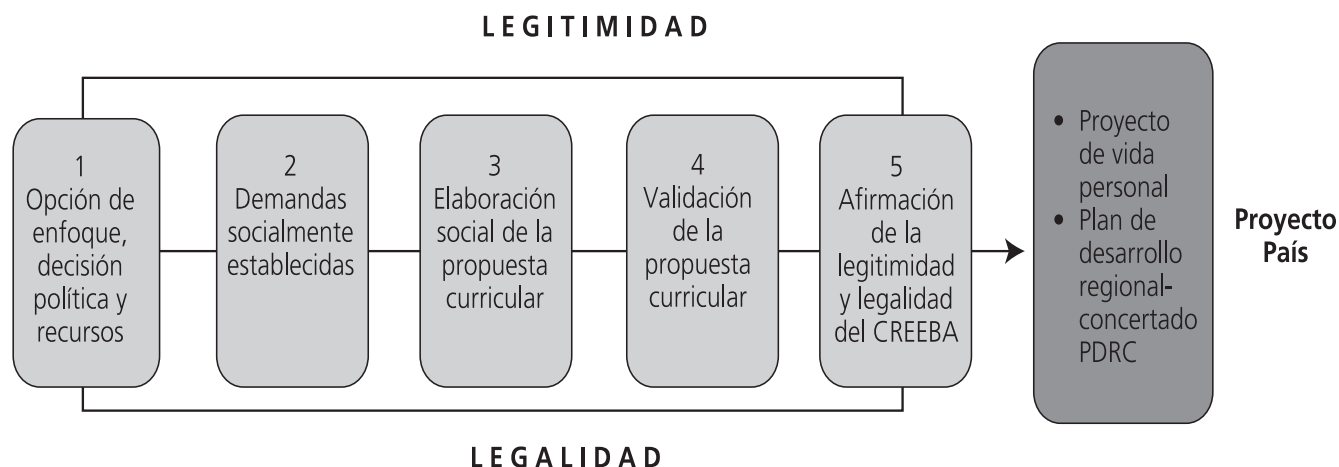 LEGITIMIDAD
1
Opción de
enfoque,
decisión
política y
recursos
2
Demandas
socialmente
establecidas
3
Elaboración
social de la
propuesta
curricular
4
Validación
de la
propuesta
curricular
5
Afirmación
de la
legitimidad
y legalidad
del CREEBA
• Proyecto
de vida
personal
• Plan de
desarrollo
regional-
concertado
PDRC
Proyecto
País
LEGALIDAD